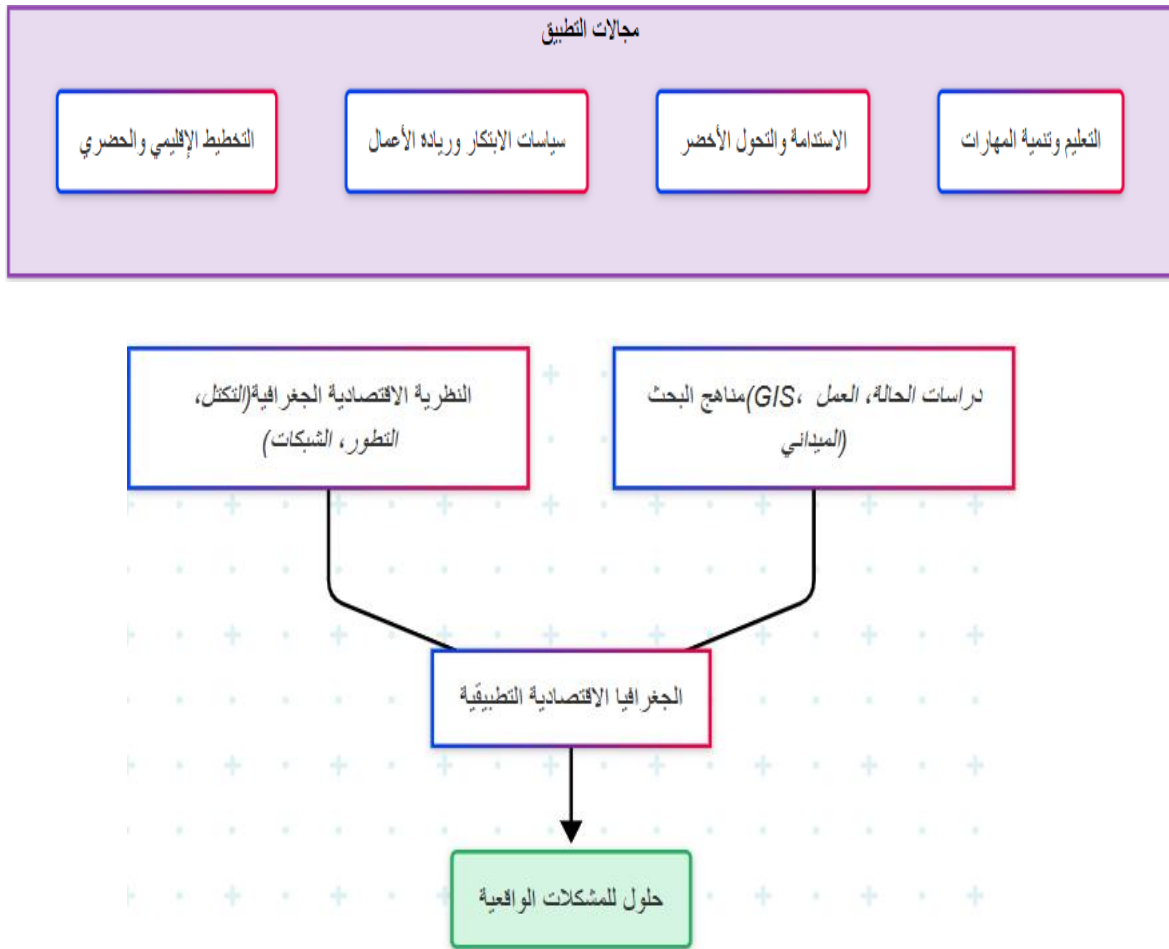 مجالات التطبيق
التعليم وتنمية المهارات
الاستدامة والتحول الأخضر
سياسات الابتكار وريادة الأعمال
التخطيط الإقليمي والحضري
دراسات الحالة، العمل ،GIS)مناهج البحث
(الميداني
النظرية الاقتصادية الجغرافية(التكتل،
التطور، الشبكات)
الجغرافيا الاقتصادية التطبيقية
حلول للمشكلات الواقعية